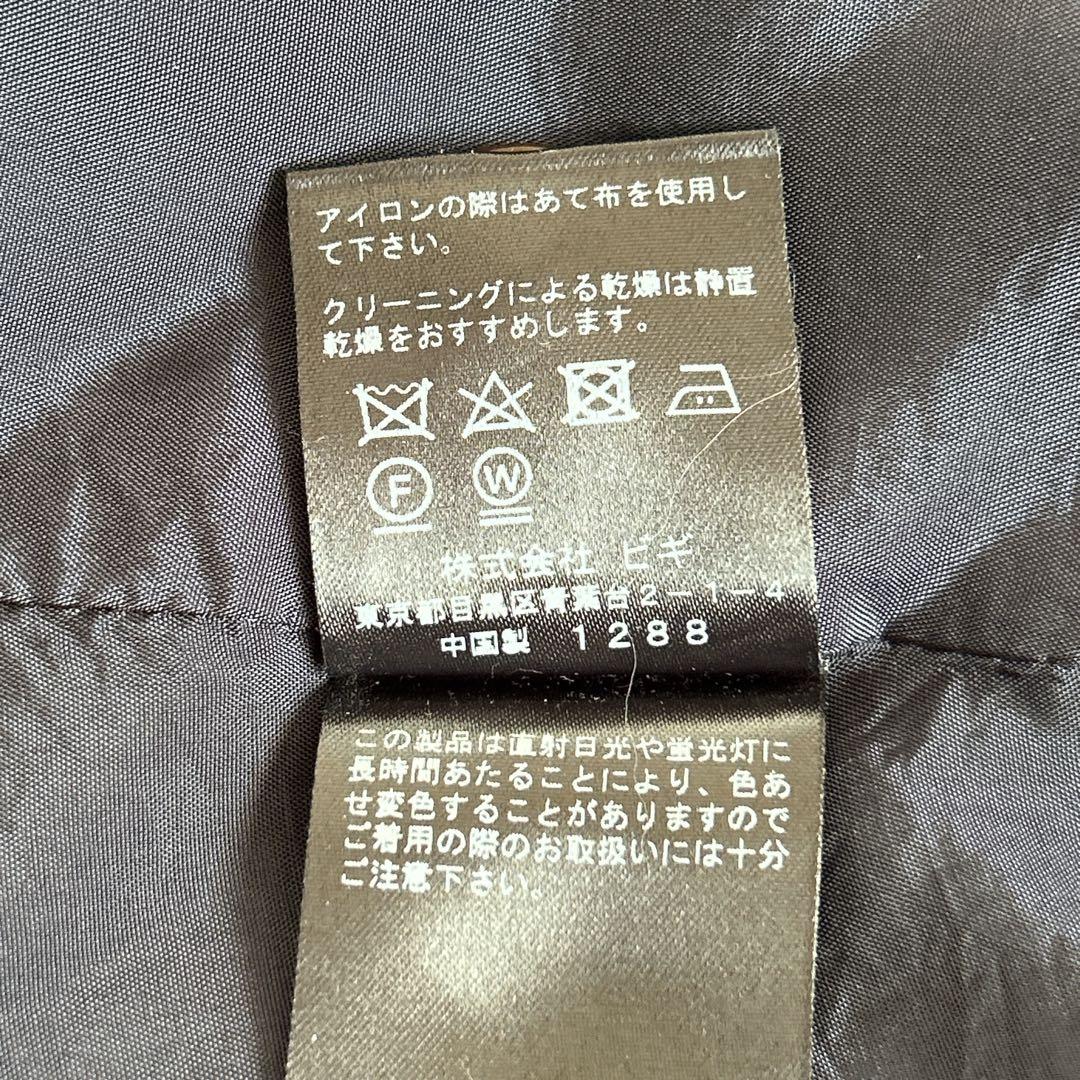 アイロンの際はあて布を使用し
て下さい。
クリーニングによる乾燥は静置
乾燥をおすすめします。
F W
株式会社 ビギ
東京都目黒区青葉台2-1-4
中国製 1288
この製品は直射日光や蛍光灯に
長時間あたることにより、色あ
せ変色することがありますので
ご着用の際のお取扱いには十分
ご注意下さい。